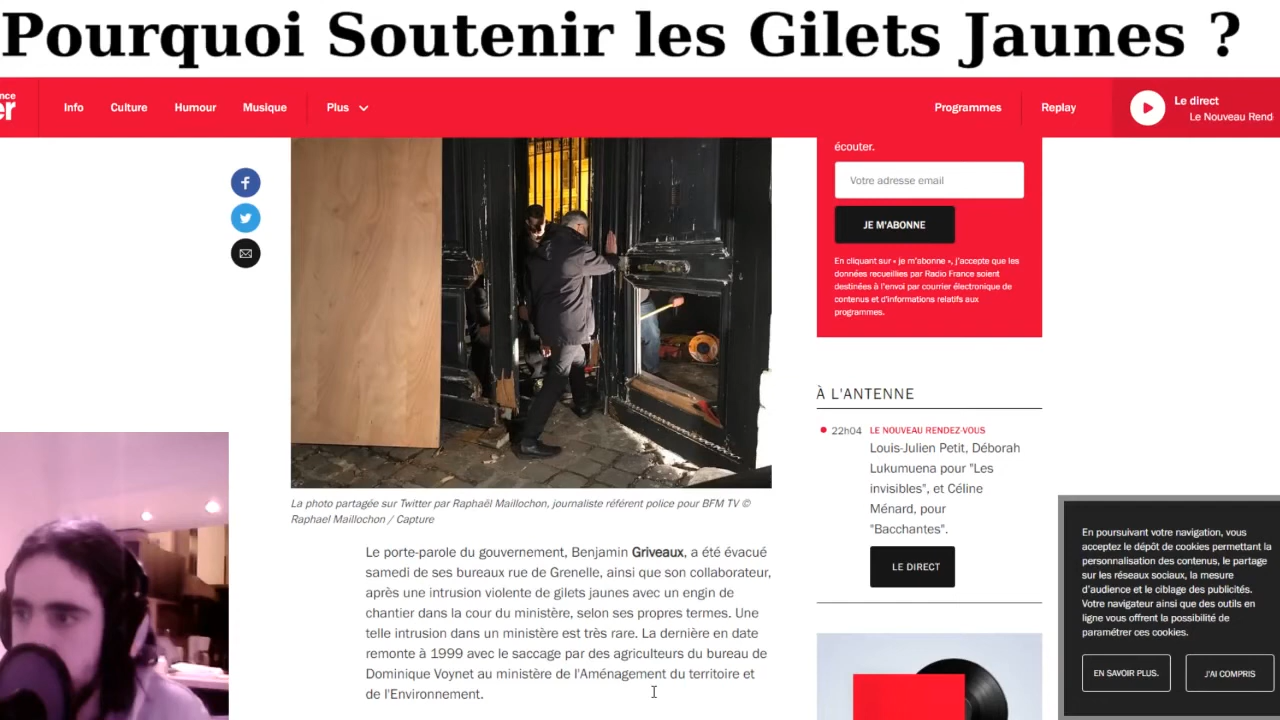 Pourquoi Soutenir les Gilets Jaunes ?
nce
er
Info
Culture
Humour
Musique
Plus
Programmes
Replay
Le direct
Le Nouveau Rend
écouter.
Votre adresse email
JE M'ABONNE
En cliquant sur « je m'abonne », j'accepte que les
données recueillies par Radio France soient
destinées à l'envoi par courrier électronique de
contenus et d'informations relatifs aux
programmes.
La photo partagée sur Twitter par Raphaël Maillochon, journaliste référent police pour BFM TV ©
Raphael Maillochon / Capture
Le porte-parole du gouvernement, Benjamin Griveaux, a été évacué
samedi de ses bureaux rue de Grenelle, ainsi que son collaborateur,
après une intrusion violente de gilets jaunes avec un engin de
chantier dans la cour du ministère, selon ses propres termes. Une
telle intrusion dans un ministère est très rare. La dernière en date
remonte à 1999 avec le saccage par des agriculteurs du bureau de
Dominique Voynet au ministère de l'Aménagement du territoire et
de l'Environnement.
À L'ANTENNE
22h04 LE NOUVEAU RENDEZ-VOUS
Louis-Julien Petit, Déborah
Lukumuena pour "Les
invisibles", et Céline
Ménard, pour
"Bacchantes".
LE DIRECT
En poursuivant votre navigation, vous
acceptez le dépôt de cookies permettant la
personnalisation des contenus, le partage
sur les réseaux sociaux, la mesure
d'audience et le ciblage des publicités.
Votre navigateur ainsi que des outils en
ligne vous offrent la possibilité de
paramétrer ces cookies.
EN SAVOIR PLUS.
J'AI COMPRIS